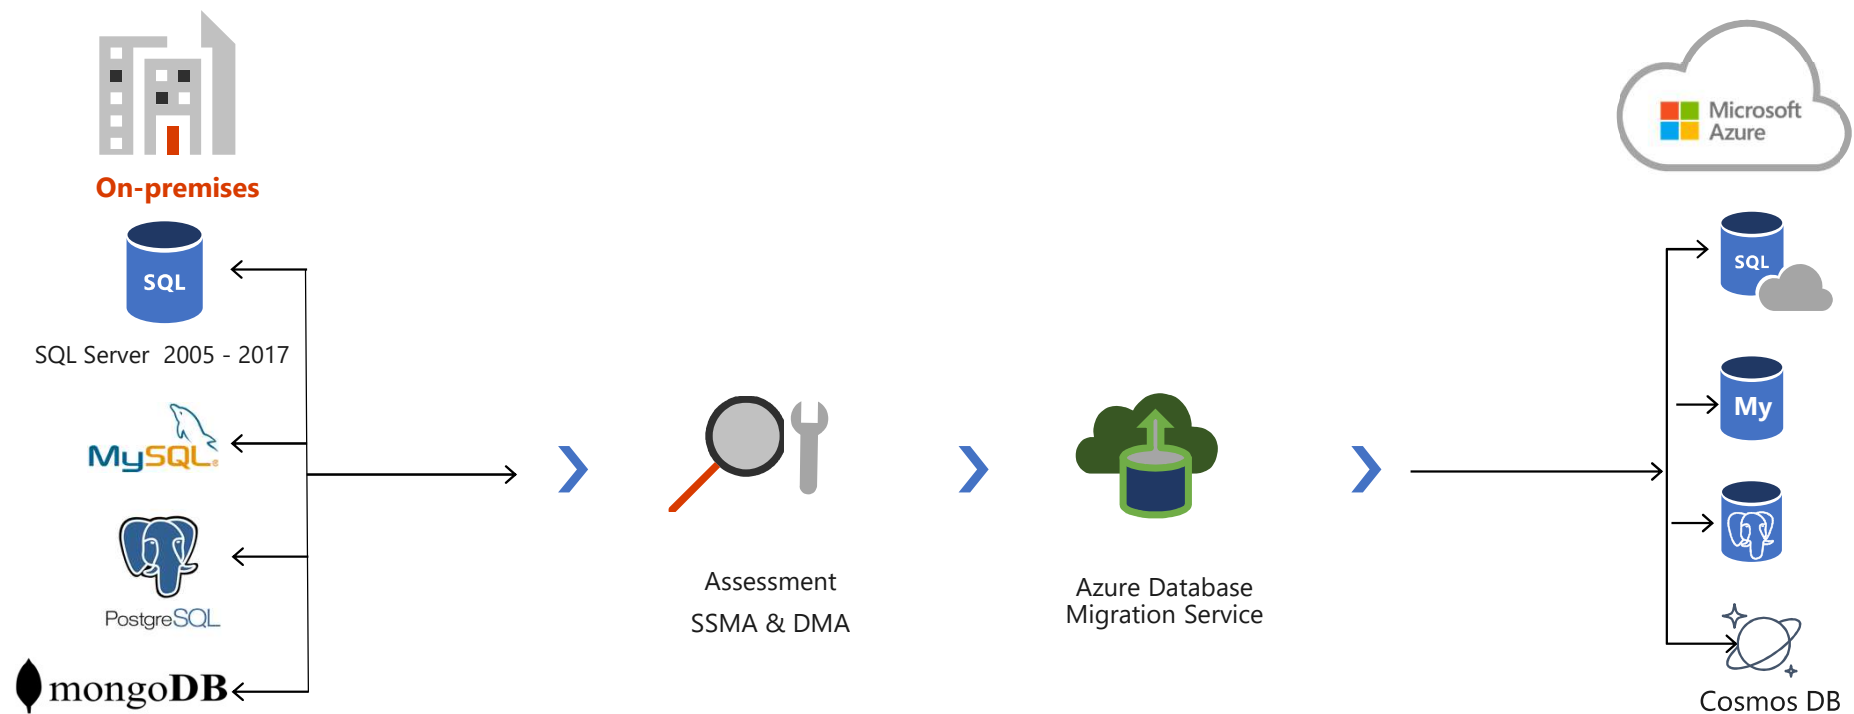 On-premises
SQL
SQL Server 2005 - 2017
MySQL
PostgreSQL
mongoDB
Assessment
SSMA & DMA
Azure Database
Migration Service
Microsoft
Azure
SQL
My
Cosmos DB